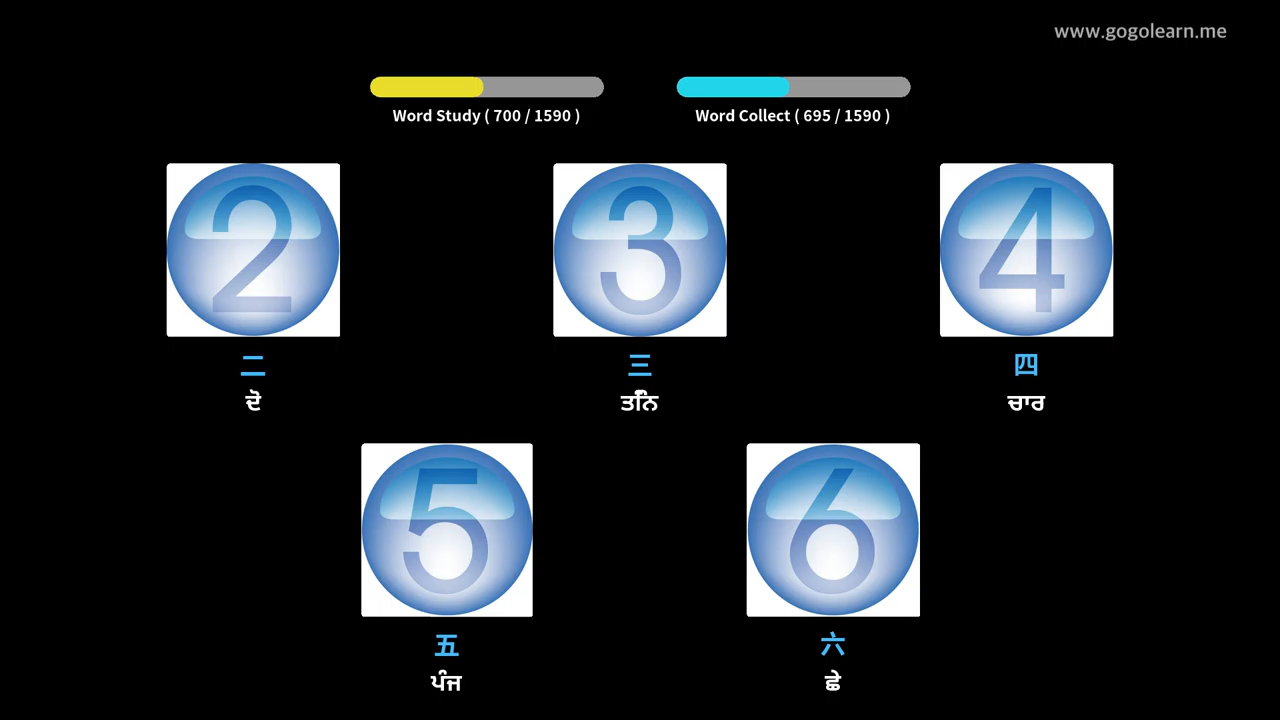 www.gogolearn.me
Word Study ( 700 / 1590 )
Word Collect ( 695 / 1590 )
2
3
4
二
三
四
ਦੋ
ਤਿੰਨ
ਚਾਰ
5
6
五
六
ਪੰਜ
ਛੇ